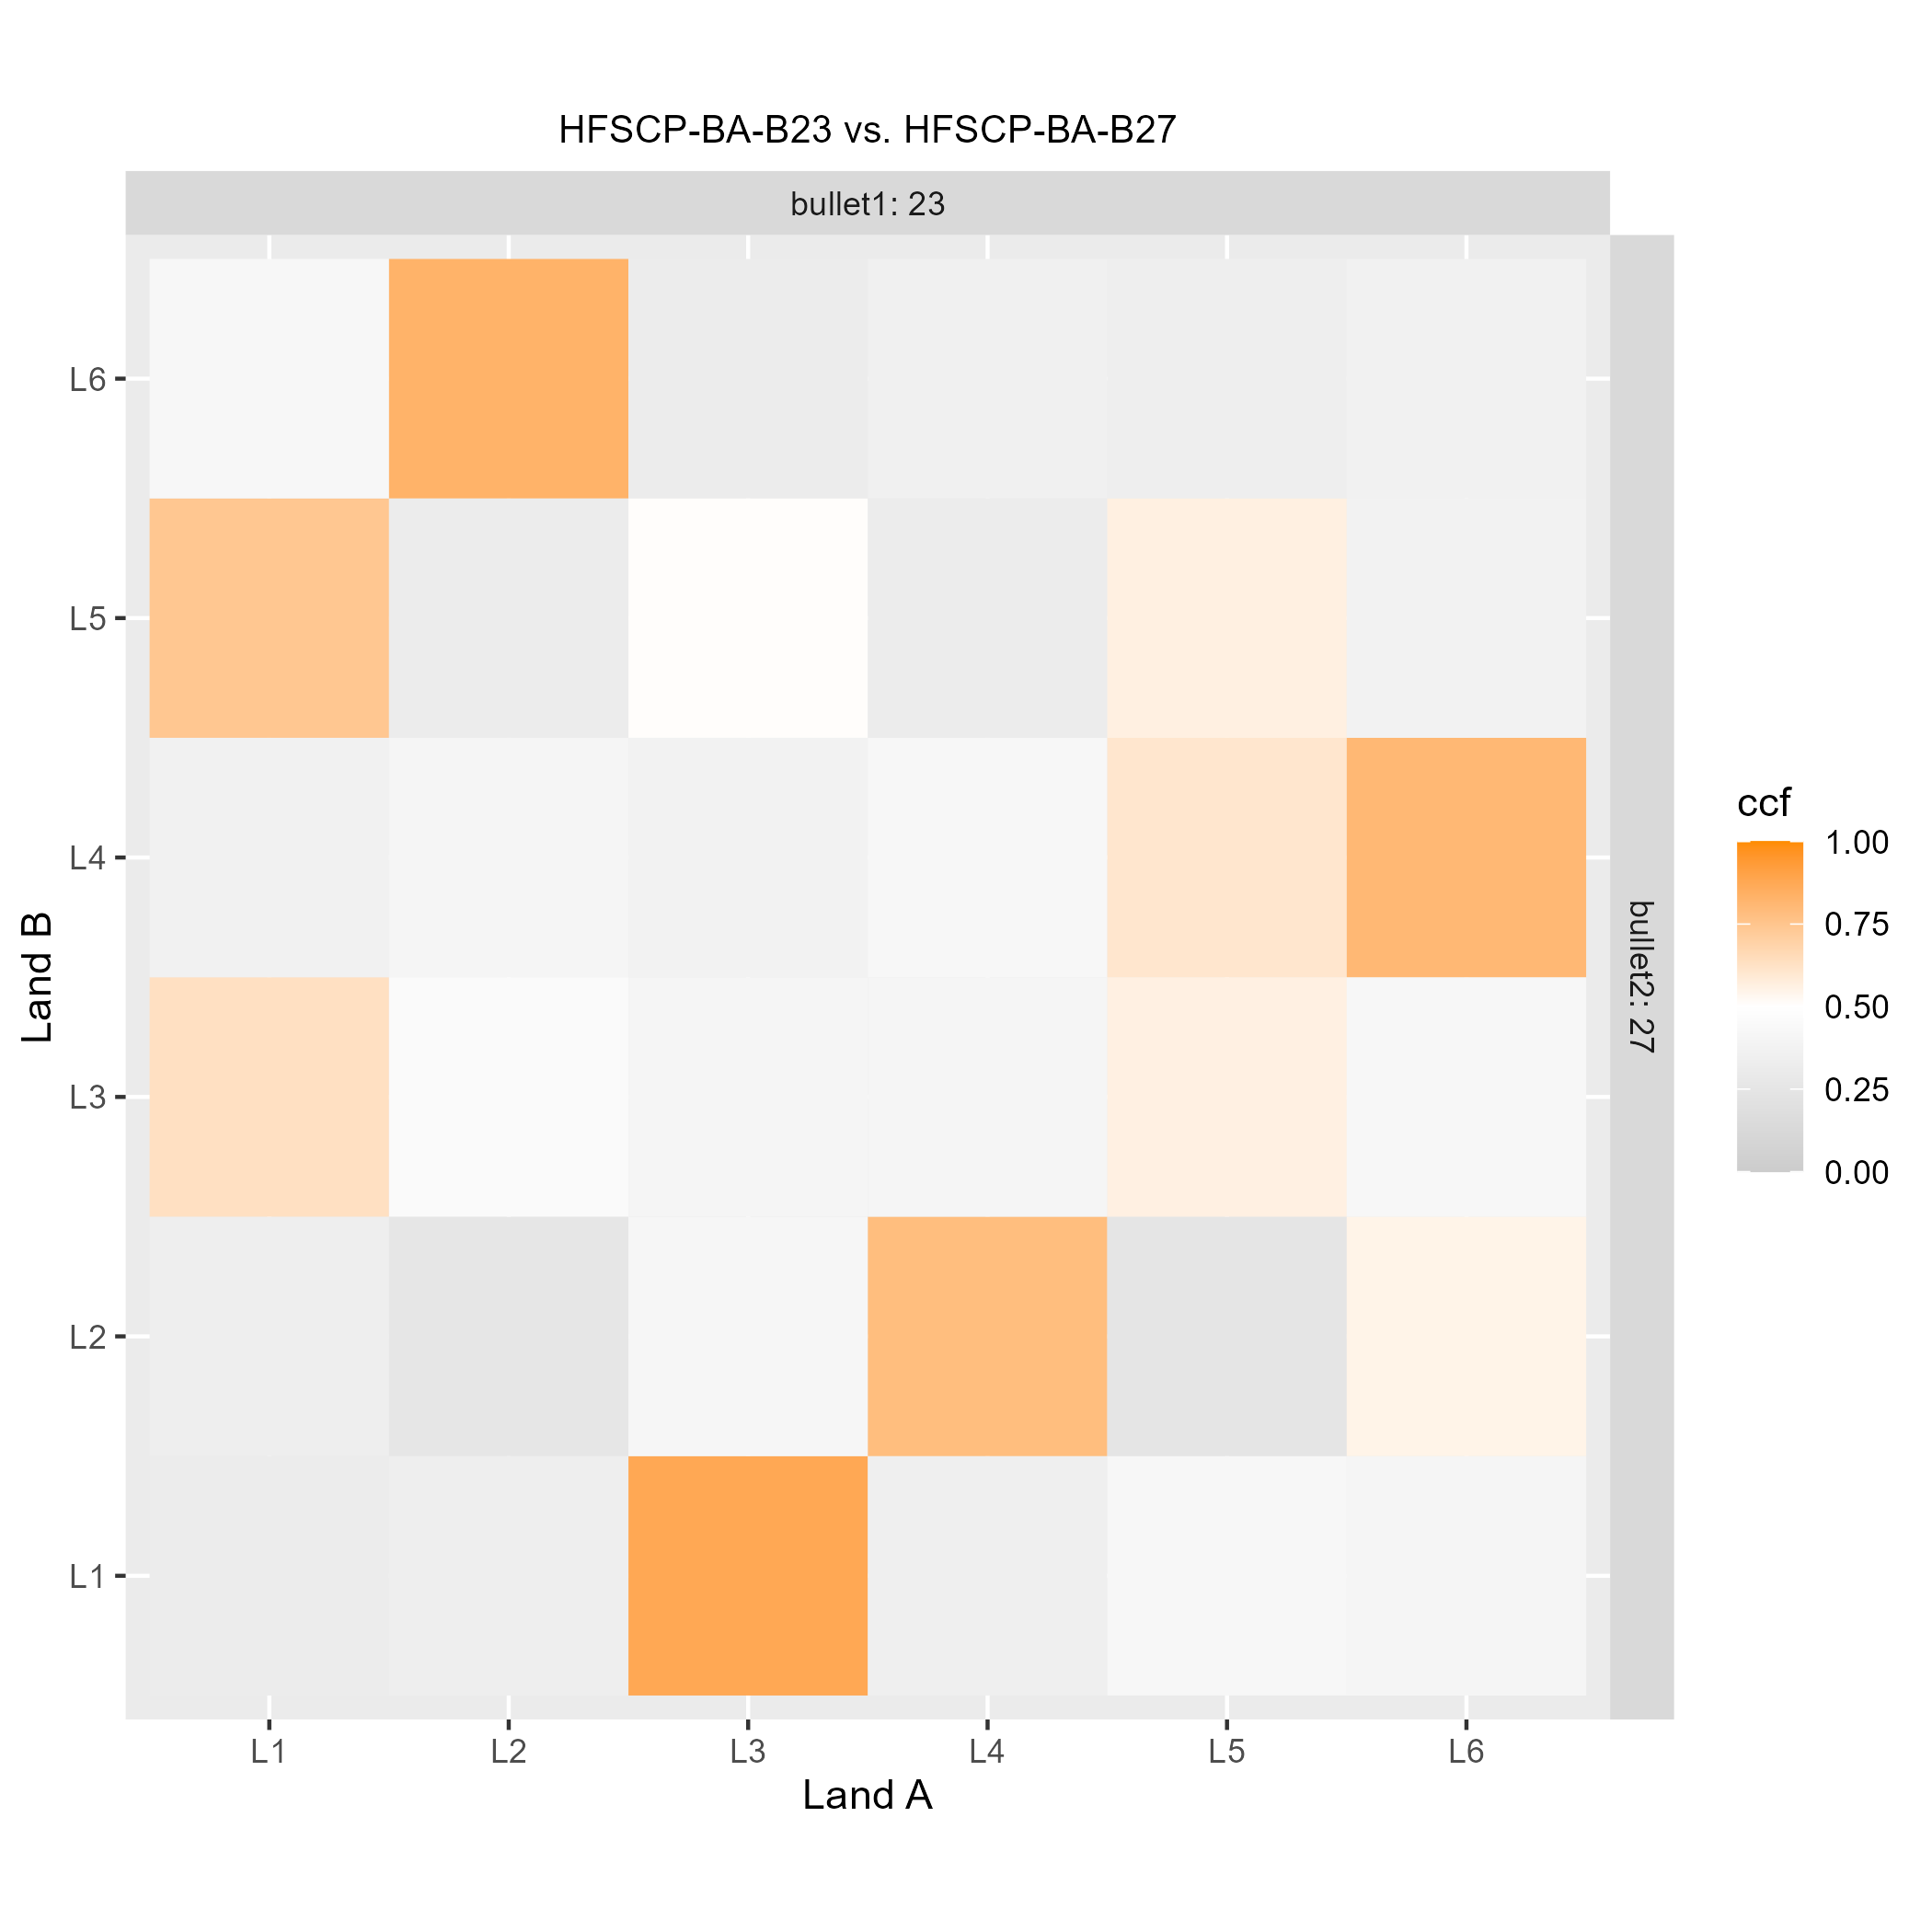 HFSCP-BA-B23 vs. HFSCP-BA-B27
bullet1: 23
L6
L5
L4
L3
L2
L1
Land B
L1 L2 L3 L4 L5 L6
Land A
bullet2: 27
ccf
1.00
0.75
0.50
0.25
0.00